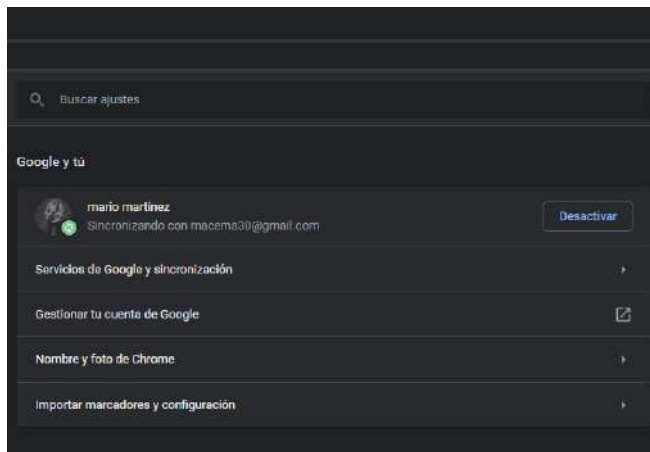 Buscar ajustes
Google y tú
mario martinez
Sincronizando con macema30@gmail.com
Desactivar
Servicios de Google y sincronización
Gestionar tu cuenta de Google
Nombre y foto de Chrome
Importar marcadores y configuración